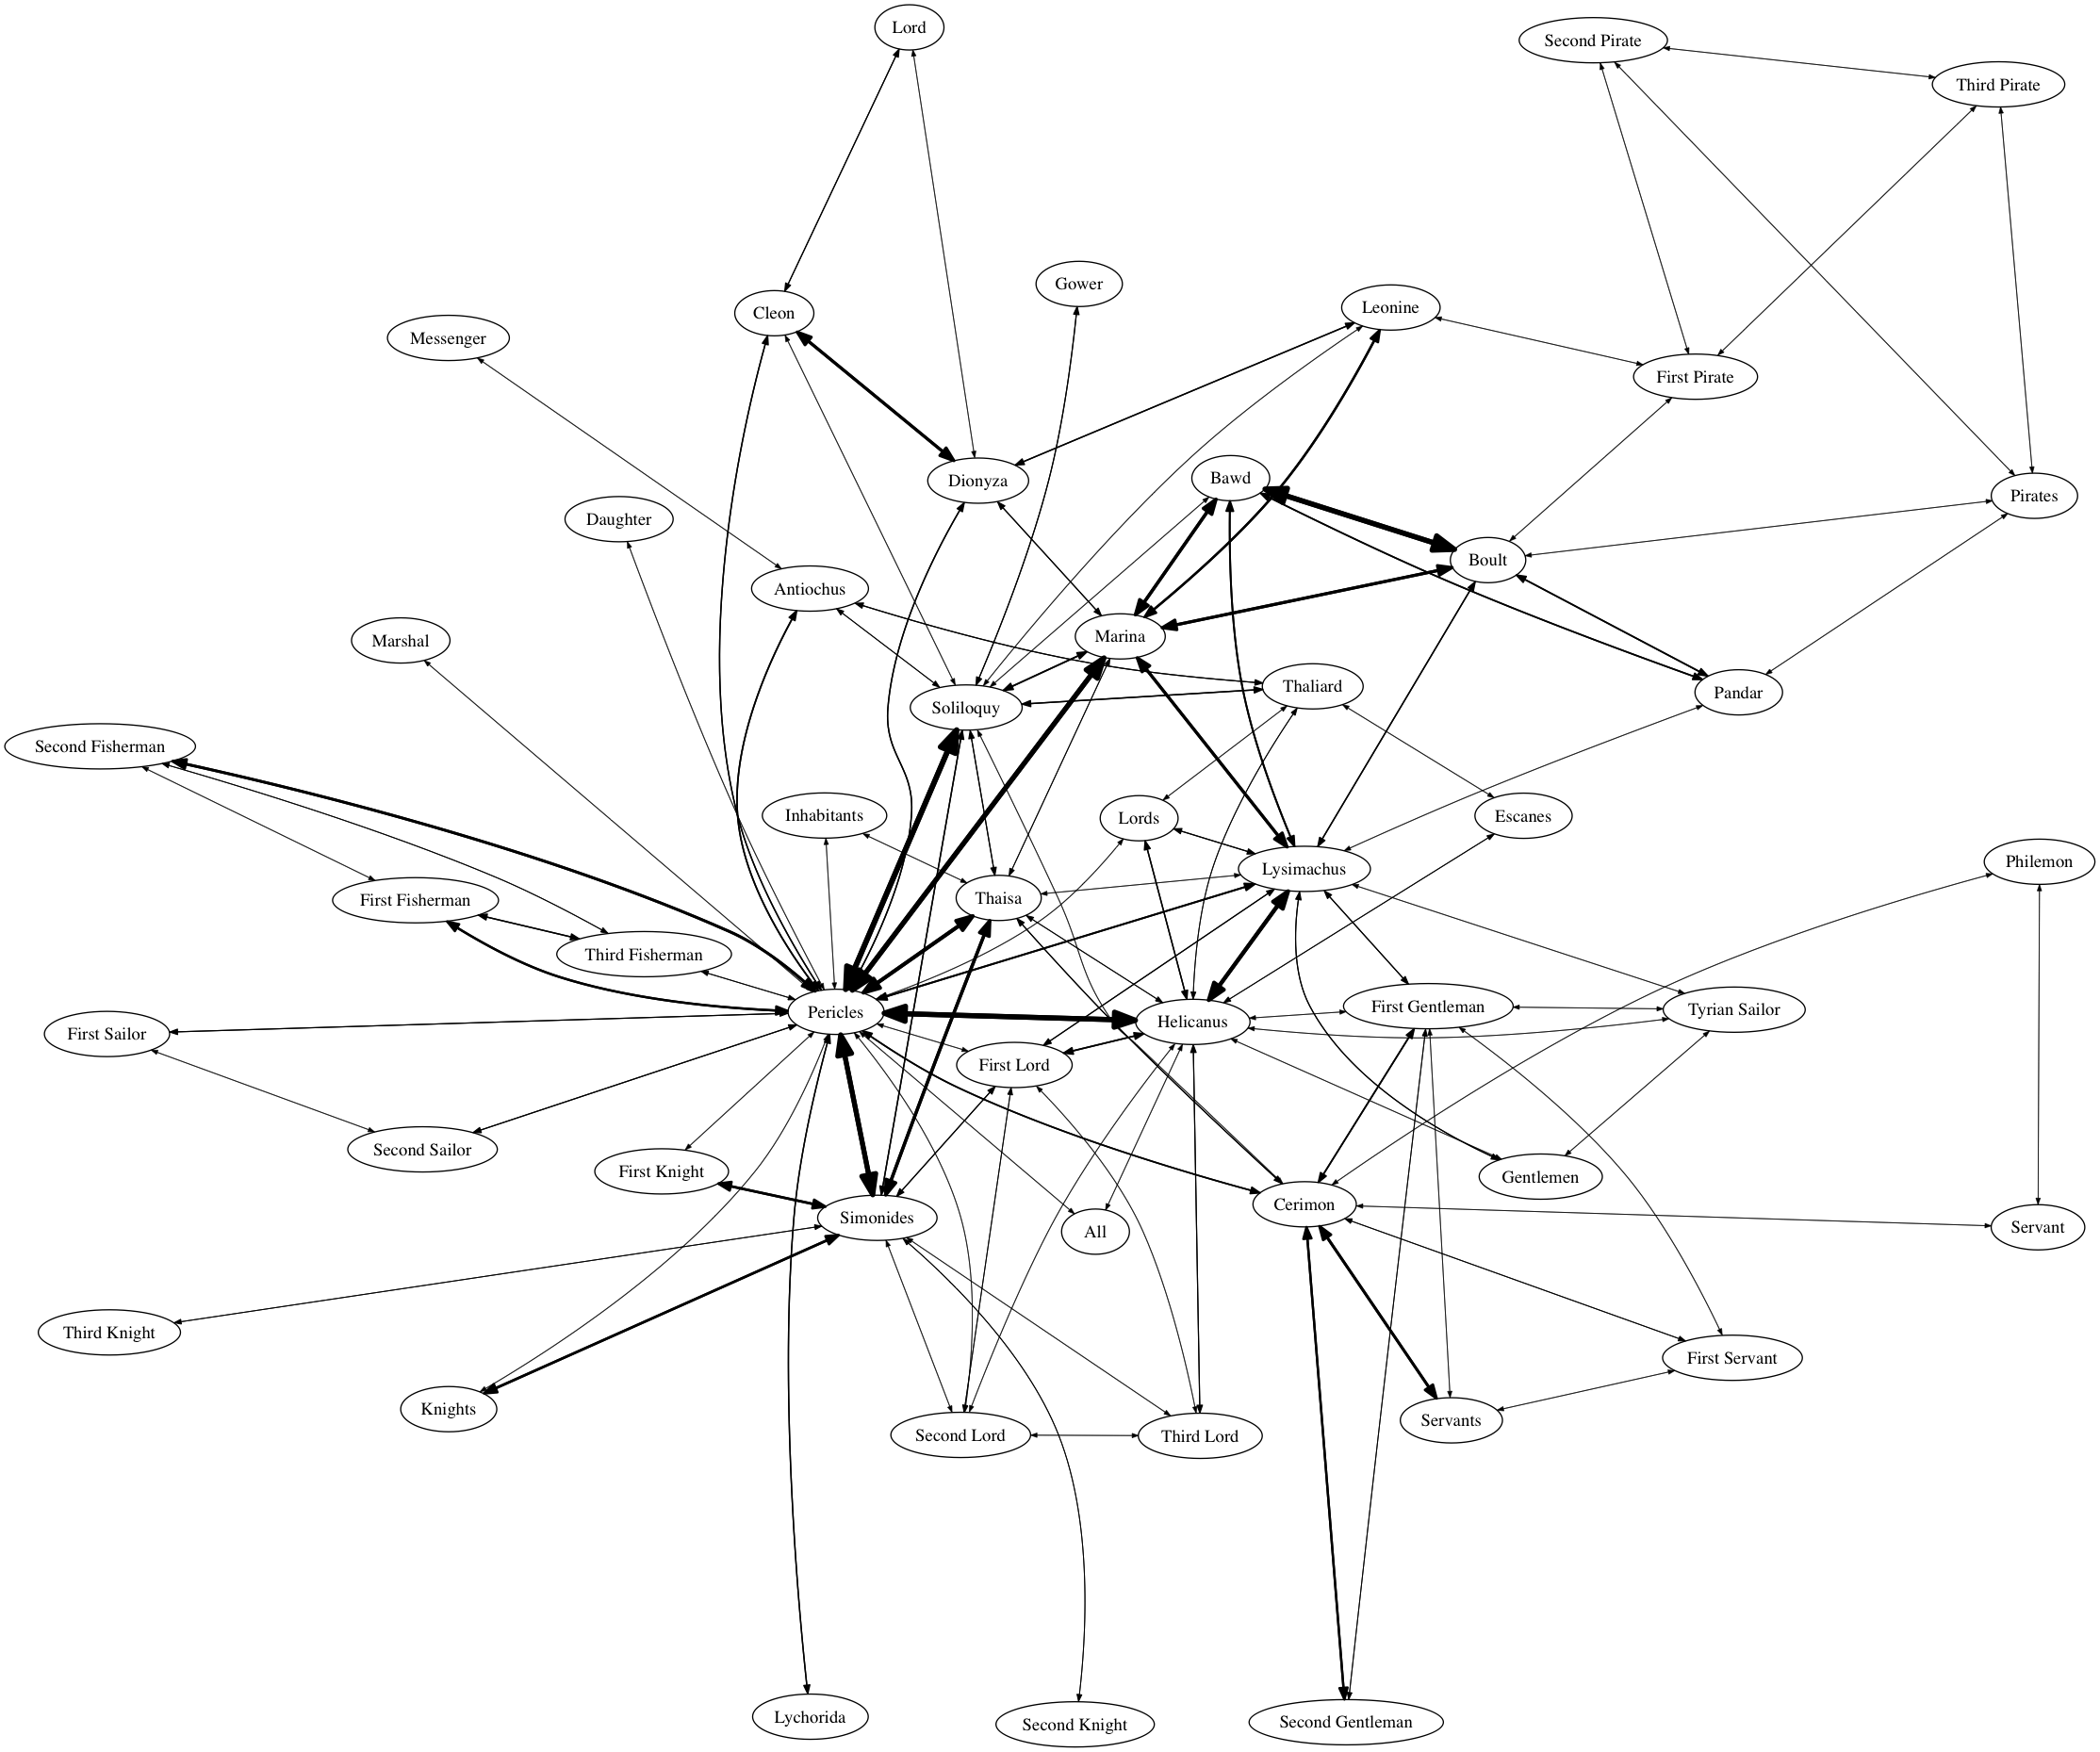 Lord
Second Pirate
Third Pirate
Gower
Leonine
Cleon
Messenger
First Pirate
Bawd
Dionyza
Pirates
Daughter
Boult
Antiochus
Marina
Marshal
Thaliard
Pandar
Soliloquy
Second Fisherman
Inhabitants
Lords
Escanes
Philemon
Lysimachus
Thaisa
First Fisherman
Third Fisherman
First Gentleman
Tyrian Sailor
Pericles
Helicanus
First Sailor
First Lord
Second Sailor
First Knight
Gentlemen
Cerimon
Simonides
All
Servant
Third Knight
First Servant
Knights
Servants
Second Lord
Third Lord
Lychorida
Second Knight
Second Gentleman